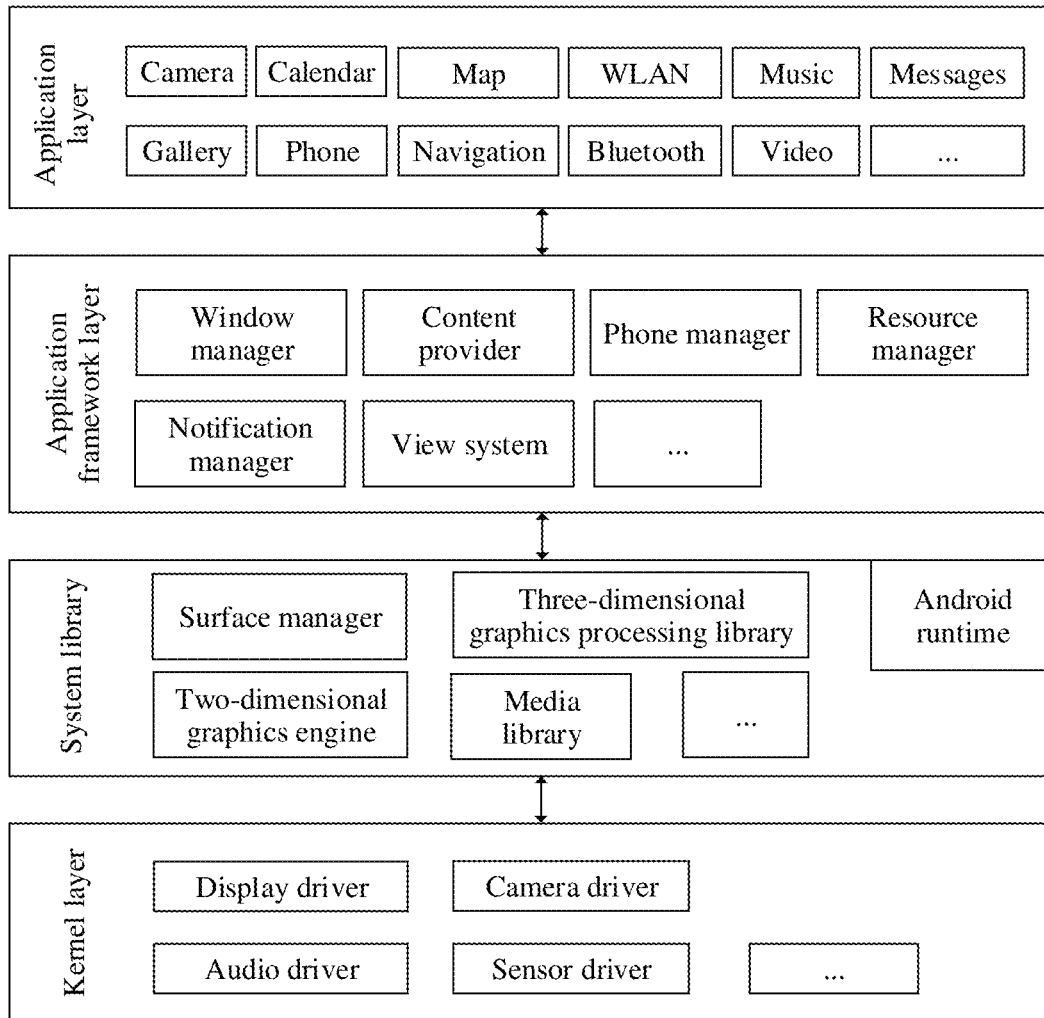 Application
layer
Camera
Calendar
Map
WLAN
Music
Messages
Gallery
Phone
Navigation
Bluetooth
Video
...
Application
framework layer
Window
manager
Content
provider
Phone manager
Resource
manager
Notification
manager
View system
...
System library
Surface manager
Three-dimensional
graphics processing library
Android
runtime
Two-dimensional
graphics engine
Media
library
...
Kernel layer
Display driver
Camera driver
Audio driver
Sensor driver
...